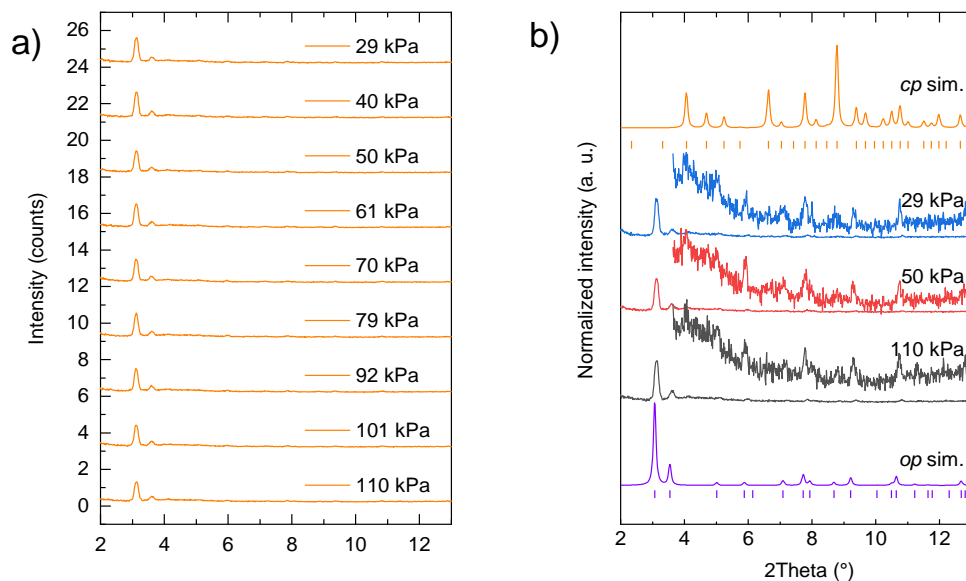 a)
Intensity (counts)
26
24
22
20
18
16
14
12
10
8
6
4
2
0
29 kPa
40 kPa
50 kPa
61 kPa
70 kPa
79 kPa
92 kPa
101 kPa
110 kPa
2 4 6 8 10 12
b)
Normalized intensity (a. u.)
cp sim.
29 kPa
50 kPa
110 kPa
op sim.
2 4 6 8 10 12
2Theta (°)